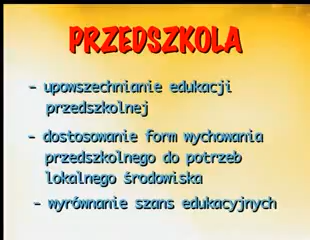 PRZEDSZKOLA
- upowszechnianie edukacji
przedszkolnej
- dostosowanie form wychowania
przedszkolnego do potrzeb
lokalnego środowiska
- wyrównanie szans edukacyjnych